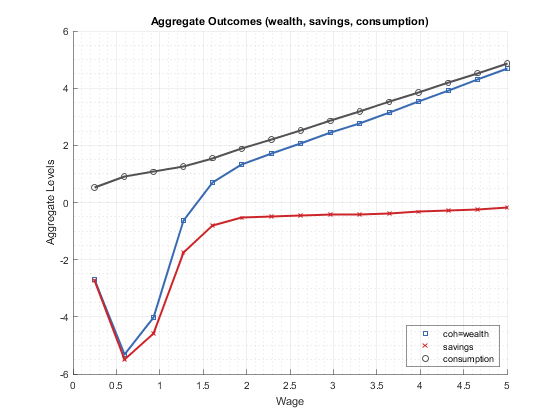 Aggregate Outcomes (wealth, savings, consumption)
6
4
2
0
-2
-4
-6
Aggregate Levels
0 0.5 1 1.5 2 2.5 3 3.5 4 4.5 5
Wage
coh=wealth
savings
consumption